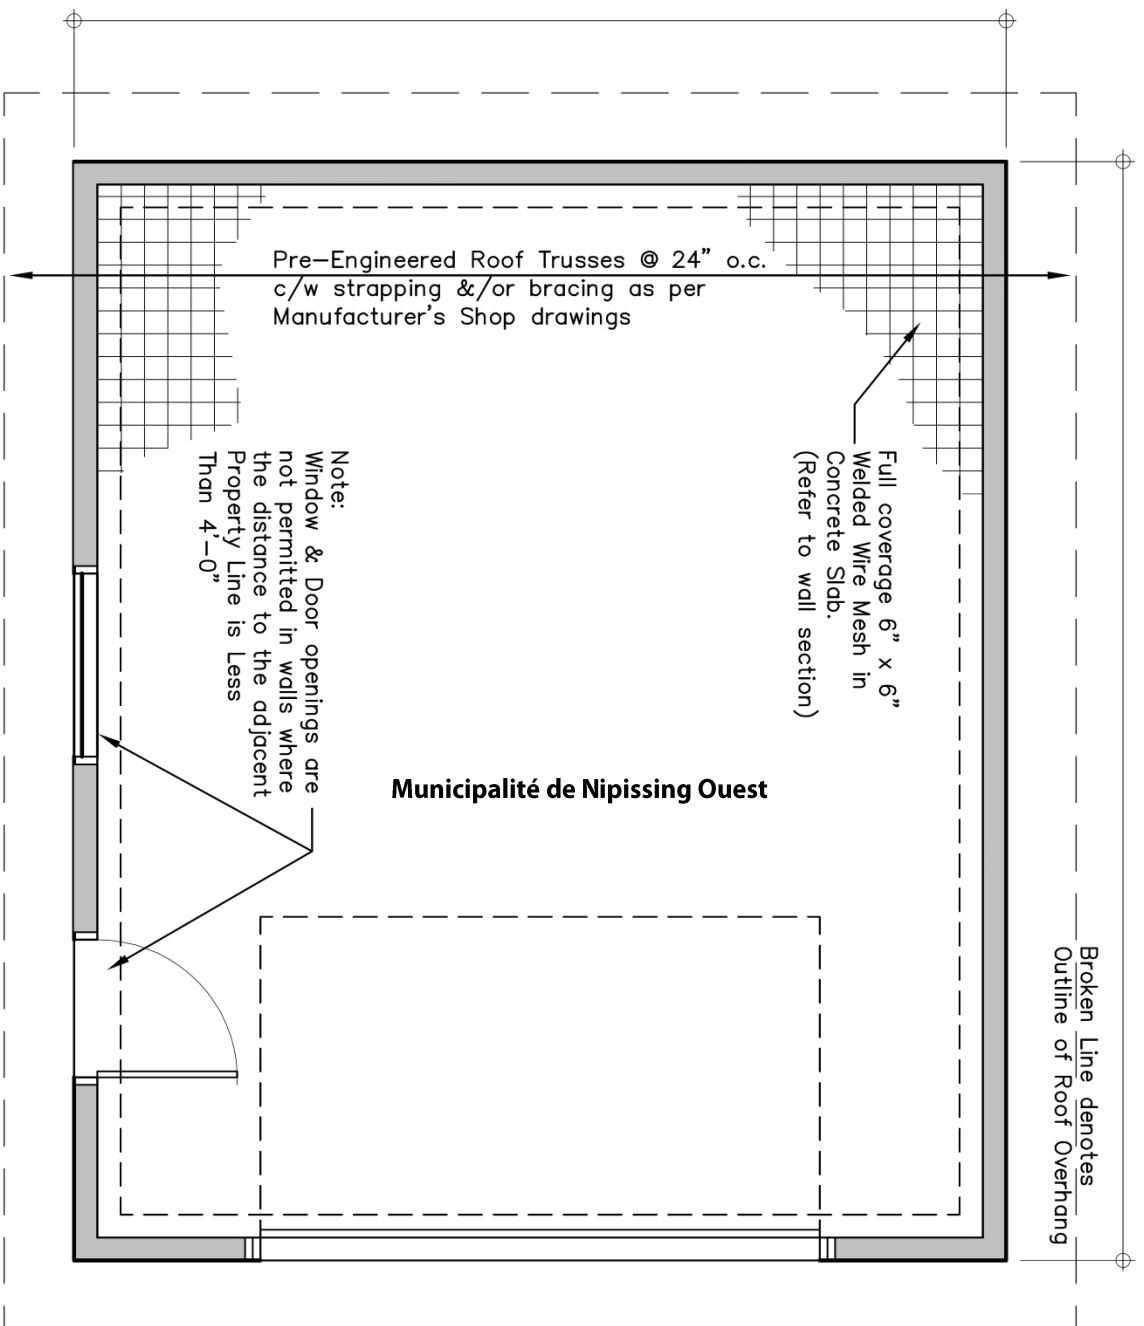 Pre-Engineered Roof Trusses @ 24" o.c.
c/w strapping &/or bracing as per
Manufacturer's Shop drawings
Full coverage 6" x 6"
Welded Wire Mesh in
Concrete Slab.
(Refer to wall section)
Note:
Window & Door openings are
not permitted in walls where
the distance to the adjacent
Property Line is Less
Than 4'-0"
Municipalité de Nipissing Ouest
Broken Line denotes
Outline of Roof Overhang